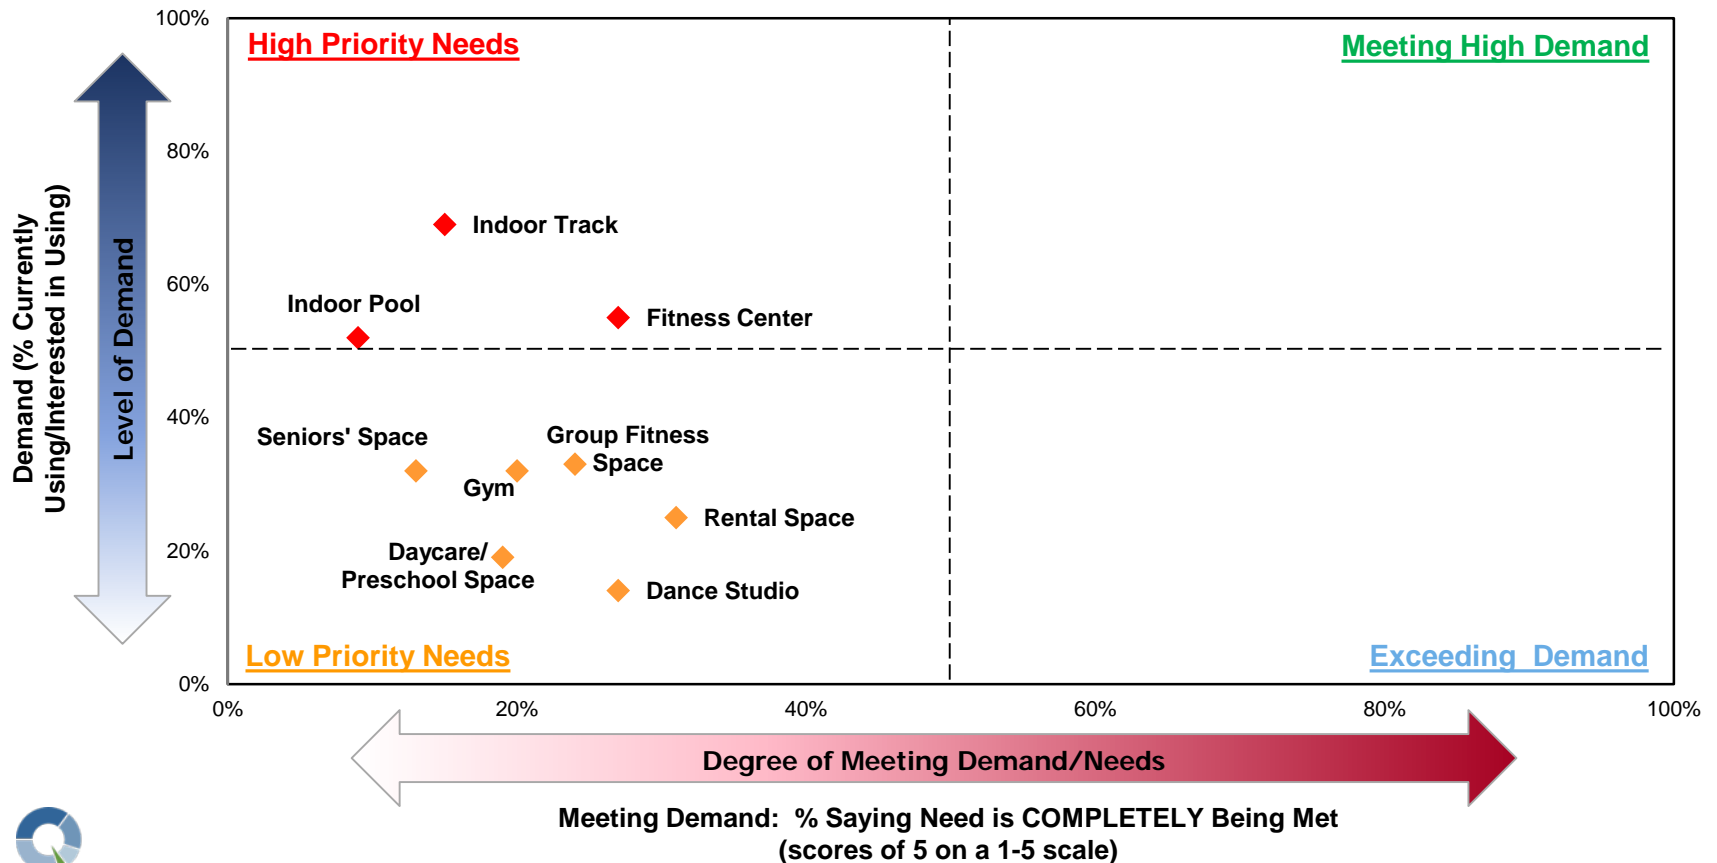 100%
High Priority Needs
Meeting High Demand
80%
Indoor Track
60%
Indoor Pool
Fitness Center
Demand (% Currently
Using/Interested in Using)
Level of Demand
40%
Seniors' Space
Group Fitness
Space
Gym
Rental Space
20%
Daycare/
Preschool Space
Dance Studio
Low Priority Needs
Exceeding  Demand
0%
0%
20%
40%
60%
80%
100%
Degree of Meeting Demand/Needs
Meeting Demand:  % Saying Need is COMPLETELY Being Met
(scores of 5 on a 1-5 scale)